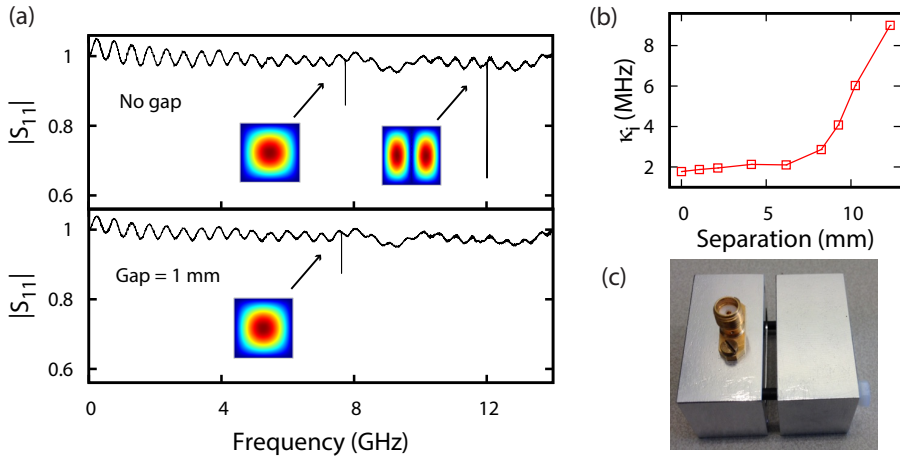 (a)
1
0.8
0.6
|S11|
No gap
1
0.8
0.6
|S11|
Gap = 1 mm
0
4
8
12
Frequency (GHz)
(b)
8
6
4
2
κi (MHz)
0
5
10
Separation (mm)
(c)